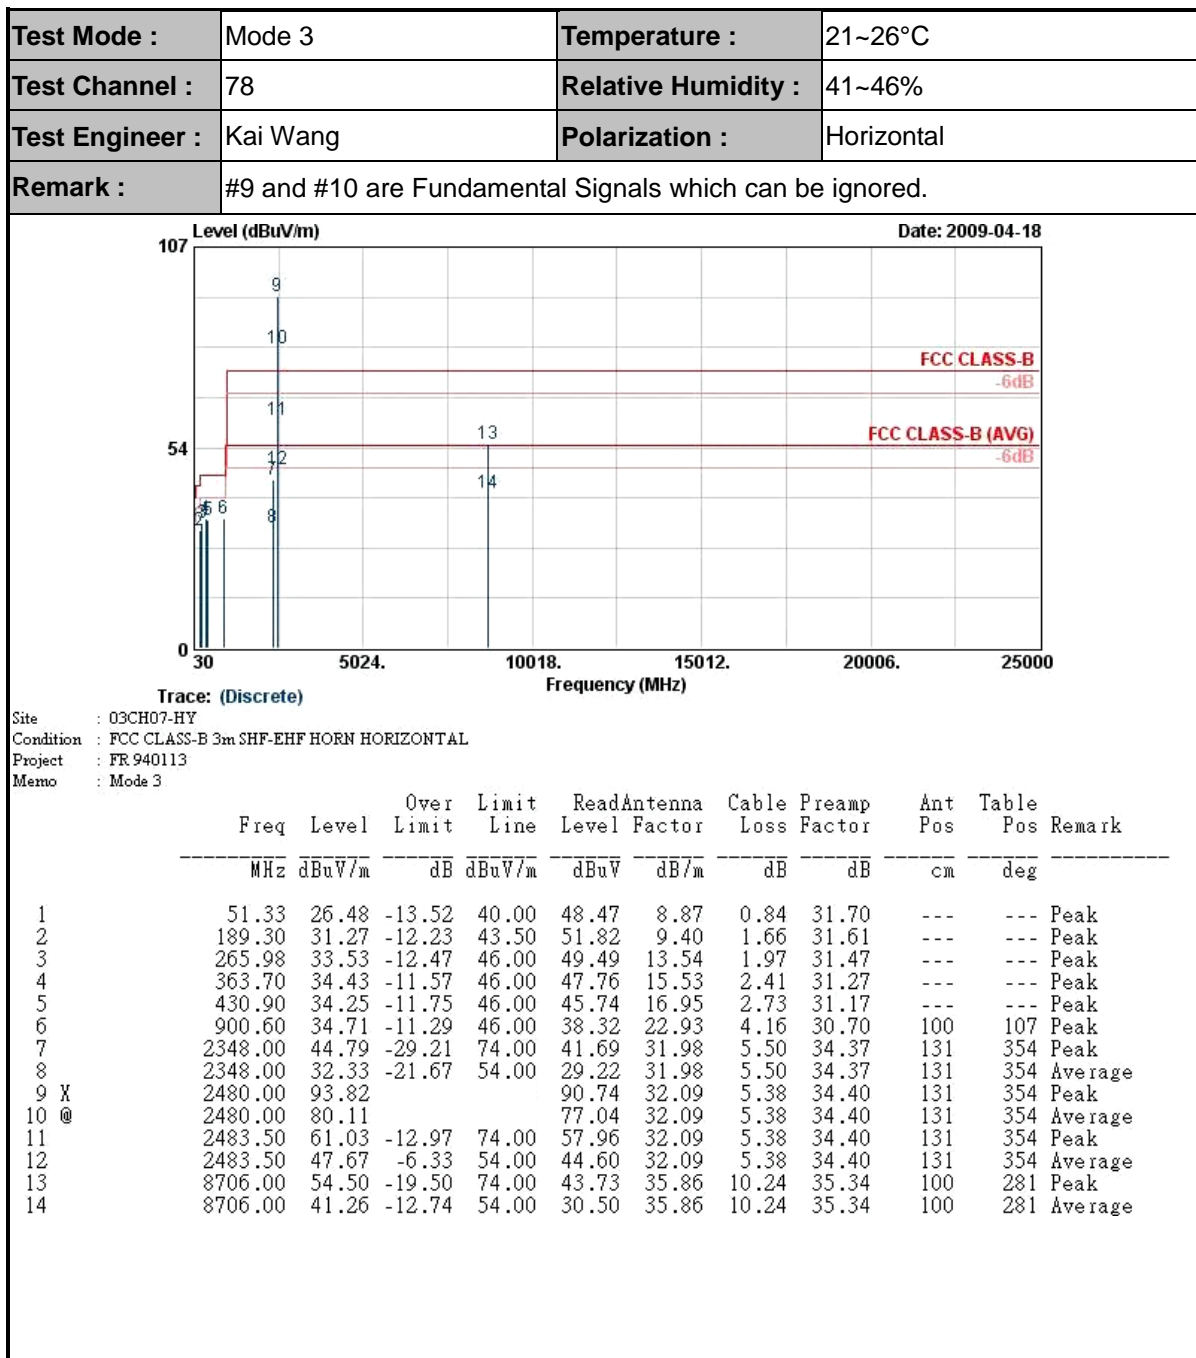 Test Mode : Mode 3 Temperature : 21~26°C
Test Channel : 78 Relative Humidity : 41~46%
Test Engineer : Kai Wang Polarization : Horizontal
Remark : #9 and #10 are Fundamental Signals which can be ignored.
Level (dBuV/m) Date: 2009-04-18
107
9
10
FCC CLASS-B
-6dB
11
13
FCC CLASS-B (AVG)
54
12
-6dB
7
14
5 6
8
0
30 5024. 10018. 15012. 20006. 25000
Frequency (MHz)
Trace: (Discrete)
Site : 03CH07-HY
Condition : FCC CLASS-B 3m SHF-EHF HORN HORIZONTAL
Project : FR 940113
Memo : Mode 3
Over Limit ReadAntenna Cable Preamp Ant Table
Freq Level Limit Line Level Factor Loss Factor Pos Pos Remark
MHz dBuV/m dB dBuV/m dBuV dB/m dB dB cm deg
1 51.33 26.48 -13.52 40.00 48.47 8.87 0.84 31.70 --- --- Peak
2 189.30 31.27 -12.23 43.50 51.82 9.40 1.66 31.61 --- --- Peak
3 265.98 33.53 -12.47 46.00 49.49 13.54 1.97 31.47 --- --- Peak
4 363.70 34.43 -11.57 46.00 47.76 15.53 2.41 31.27 --- --- Peak
5 430.90 34.25 -11.75 46.00 45.74 16.95 2.73 31.17 --- --- Peak
6 900.60 34.71 -11.29 46.00 38.32 22.93 4.16 30.70 100 107 Peak
7 2348.00 44.79 -29.21 74.00 41.69 31.98 5.50 34.37 131 354 Peak
8 2348.00 32.33 -21.67 54.00 29.22 31.98 5.50 34.37 131 354 Average
9 X 2480.00 93.82 90.74 32.09 5.38 34.40 131 354 Peak
10 @ 2480.00 80.11 77.04 32.09 5.38 34.40 131 354 Average
11 2483.50 61.03 -12.97 74.00 57.96 32.09 5.38 34.40 131 354 Peak
12 2483.50 47.67 -6.33 54.00 44.60 32.09 5.38 34.40 131 354 Average
13 8706.00 54.50 -19.50 74.00 43.73 35.86 10.24 35.34 100 281 Peak
14 8706.00 41.26 -12.74 54.00 30.50 35.86 10.24 35.34 100 281 Average